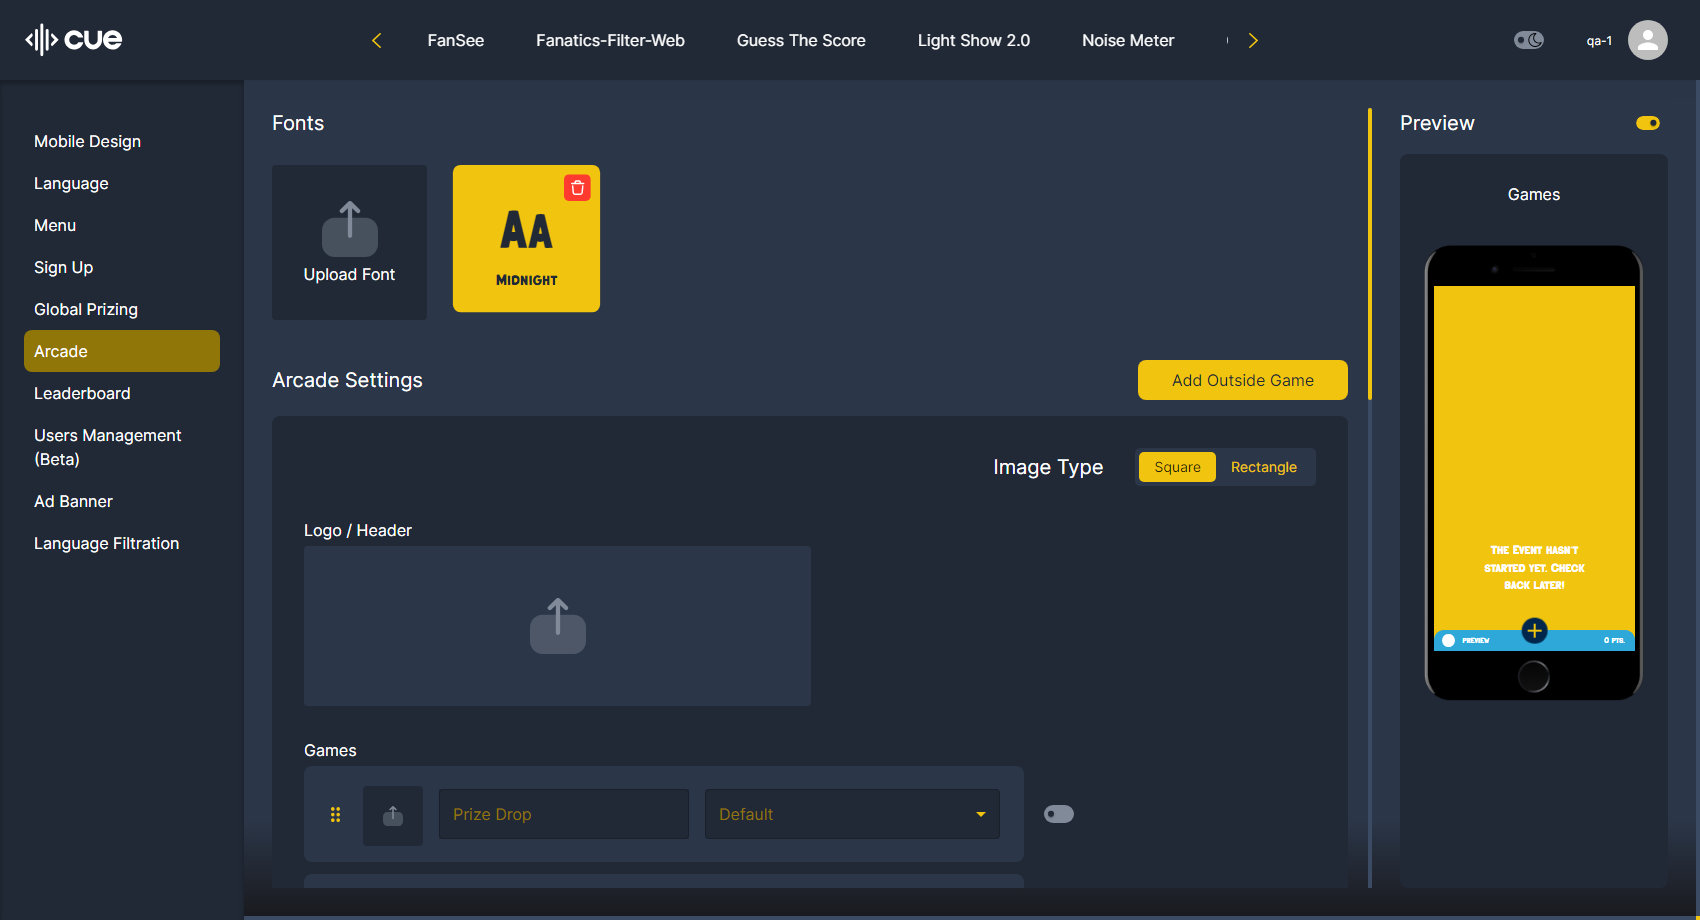 cue
FanSee
Fanatics-Filter-Web
Guess The Score
Light Show 2.0
Noise Meter
qa-1
Mobile Design
Language
Menu
Sign Up
Global Prizing
Arcade
Leaderboard
Users Management
(Beta)
Ad Banner
Language Filtration
Fonts
Upload Font
Aa
Midnight
Arcade Settings
Add Outside Game
Image Type
Square
Rectangle
Logo / Header
Games
Prize Drop
Default
Preview
Games
The Event hasn't
started yet. Check
back later!
PREVIEW
0 pts.